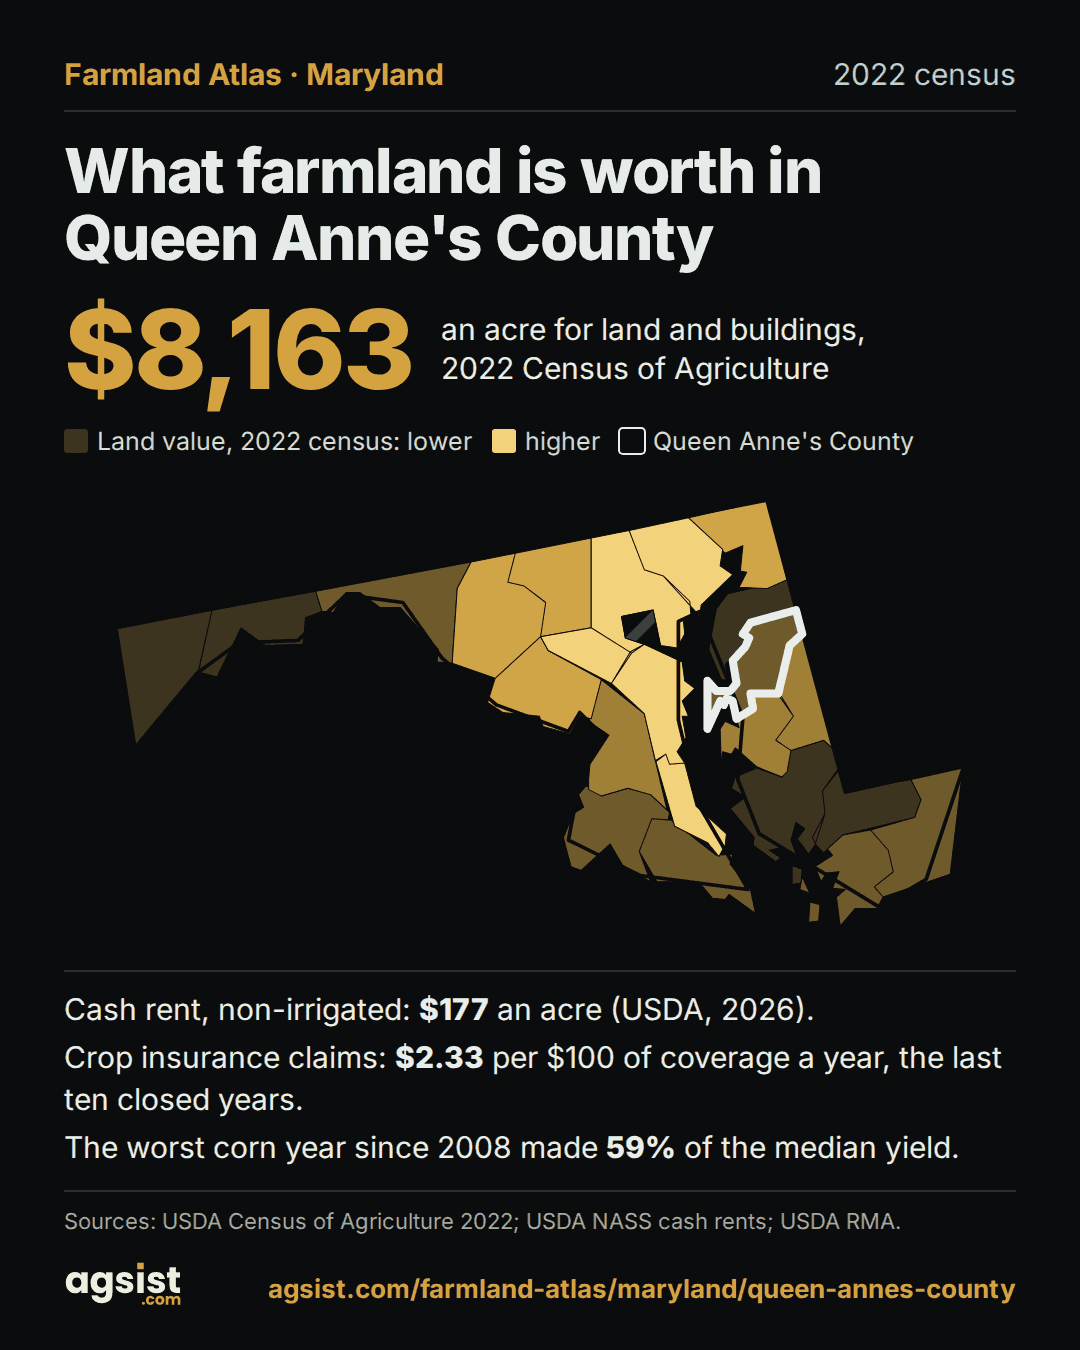 Farmland Atlas · Maryland
2022 census
What farmland is worth in
Queen Anne's County
$8,163
an acre for land and buildings,
2022 Census of Agriculture
Land value, 2022 census: lower
higher
Queen Anne's County
Cash rent, non-irrigated: $177 an acre (USDA, 2026).
Crop insurance claims: $2.33 per $100 of coverage a year, the last
ten closed years.
The worst corn year since 2008 made 59% of the median yield.
Sources: USDA Census of Agriculture 2022; USDA NASS cash rents; USDA RMA.
agsist
.com
agsist.com/farmland-atlas/maryland/queen-annes-county